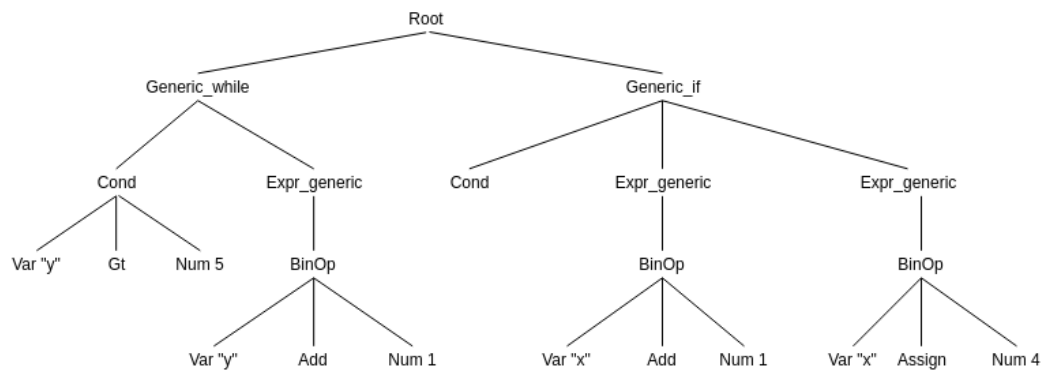 Root
Generic_while Generic_if
Cond Expr_generic Cond Expr_generic Expr_generic
Var "y" Gt Num 5 BinOp BinOp BinOp
Var "y" Add Num 1 Var "x" Add Num 1 Var "x" Assign Num 4